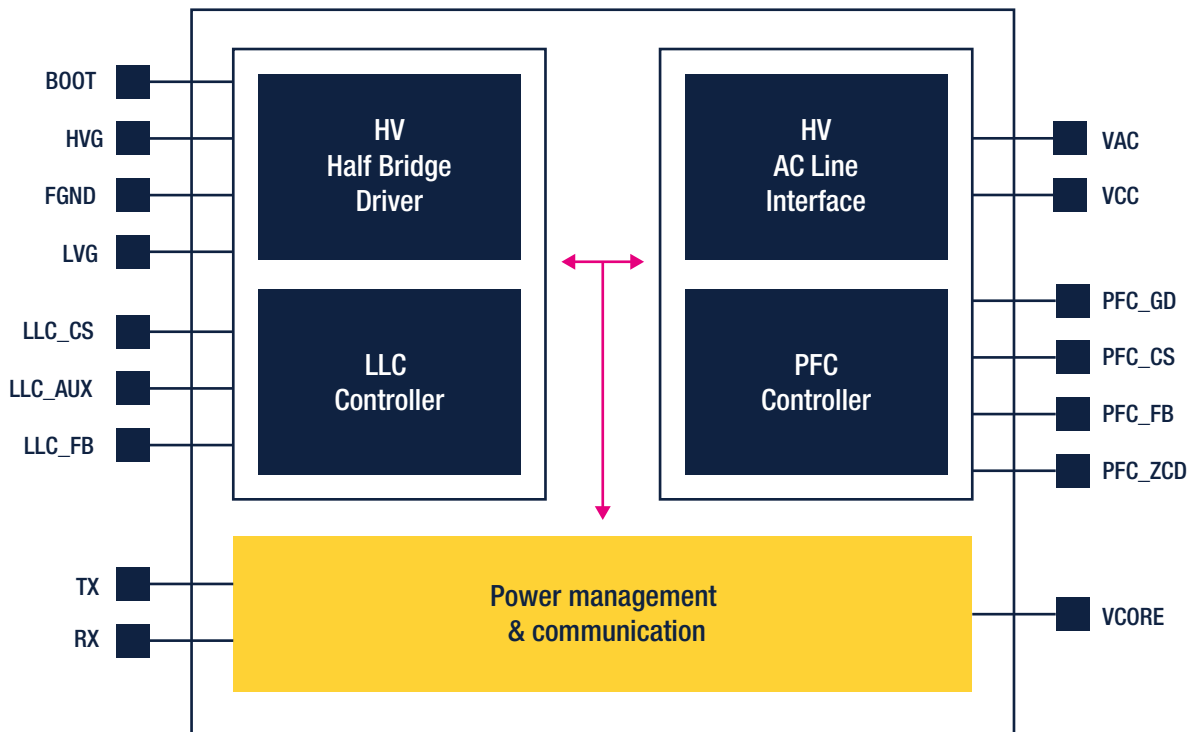 BOOT
HVG
FGND
LVG
LLC_CS
LLC_AUX
LLC_FB
TX
RX
HV
Half Bridge
Driver
LLC
Controller
HV
AC Line
Interface
PFC
Controller
Power management
& communication
VAC
VCC
PFC_GD
PFC_CS
PFC_FB
PFC_ZCD
VCORE